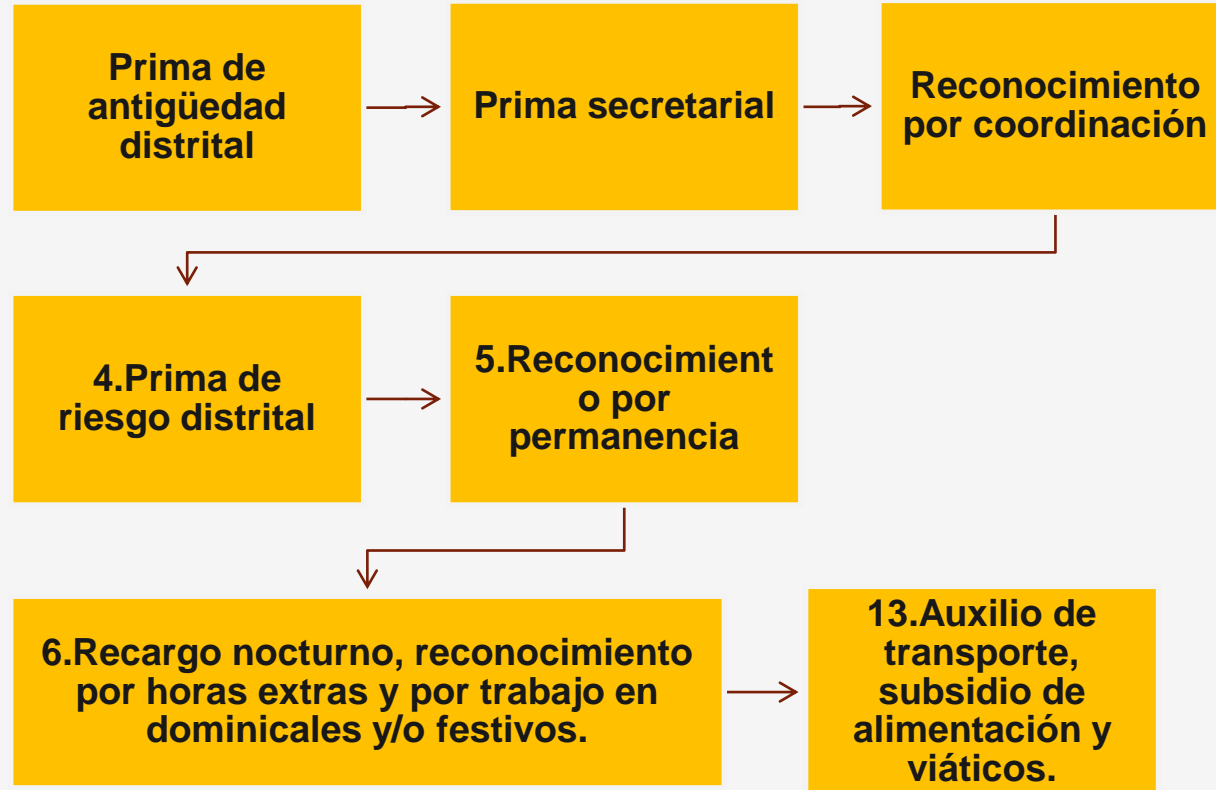 Prima de
antigüedad
distrital
Prima secretarial
Reconocimiento
por coordinación
4.Prima de
riesgo distrital
5.Reconocimient
o por
permanencia
6.Recargo nocturno, reconocimiento
por horas extras y por trabajo en
dominicales y/o festivos.
13.Auxilio de
transporte,
subsidio de
alimentación y
viáticos.